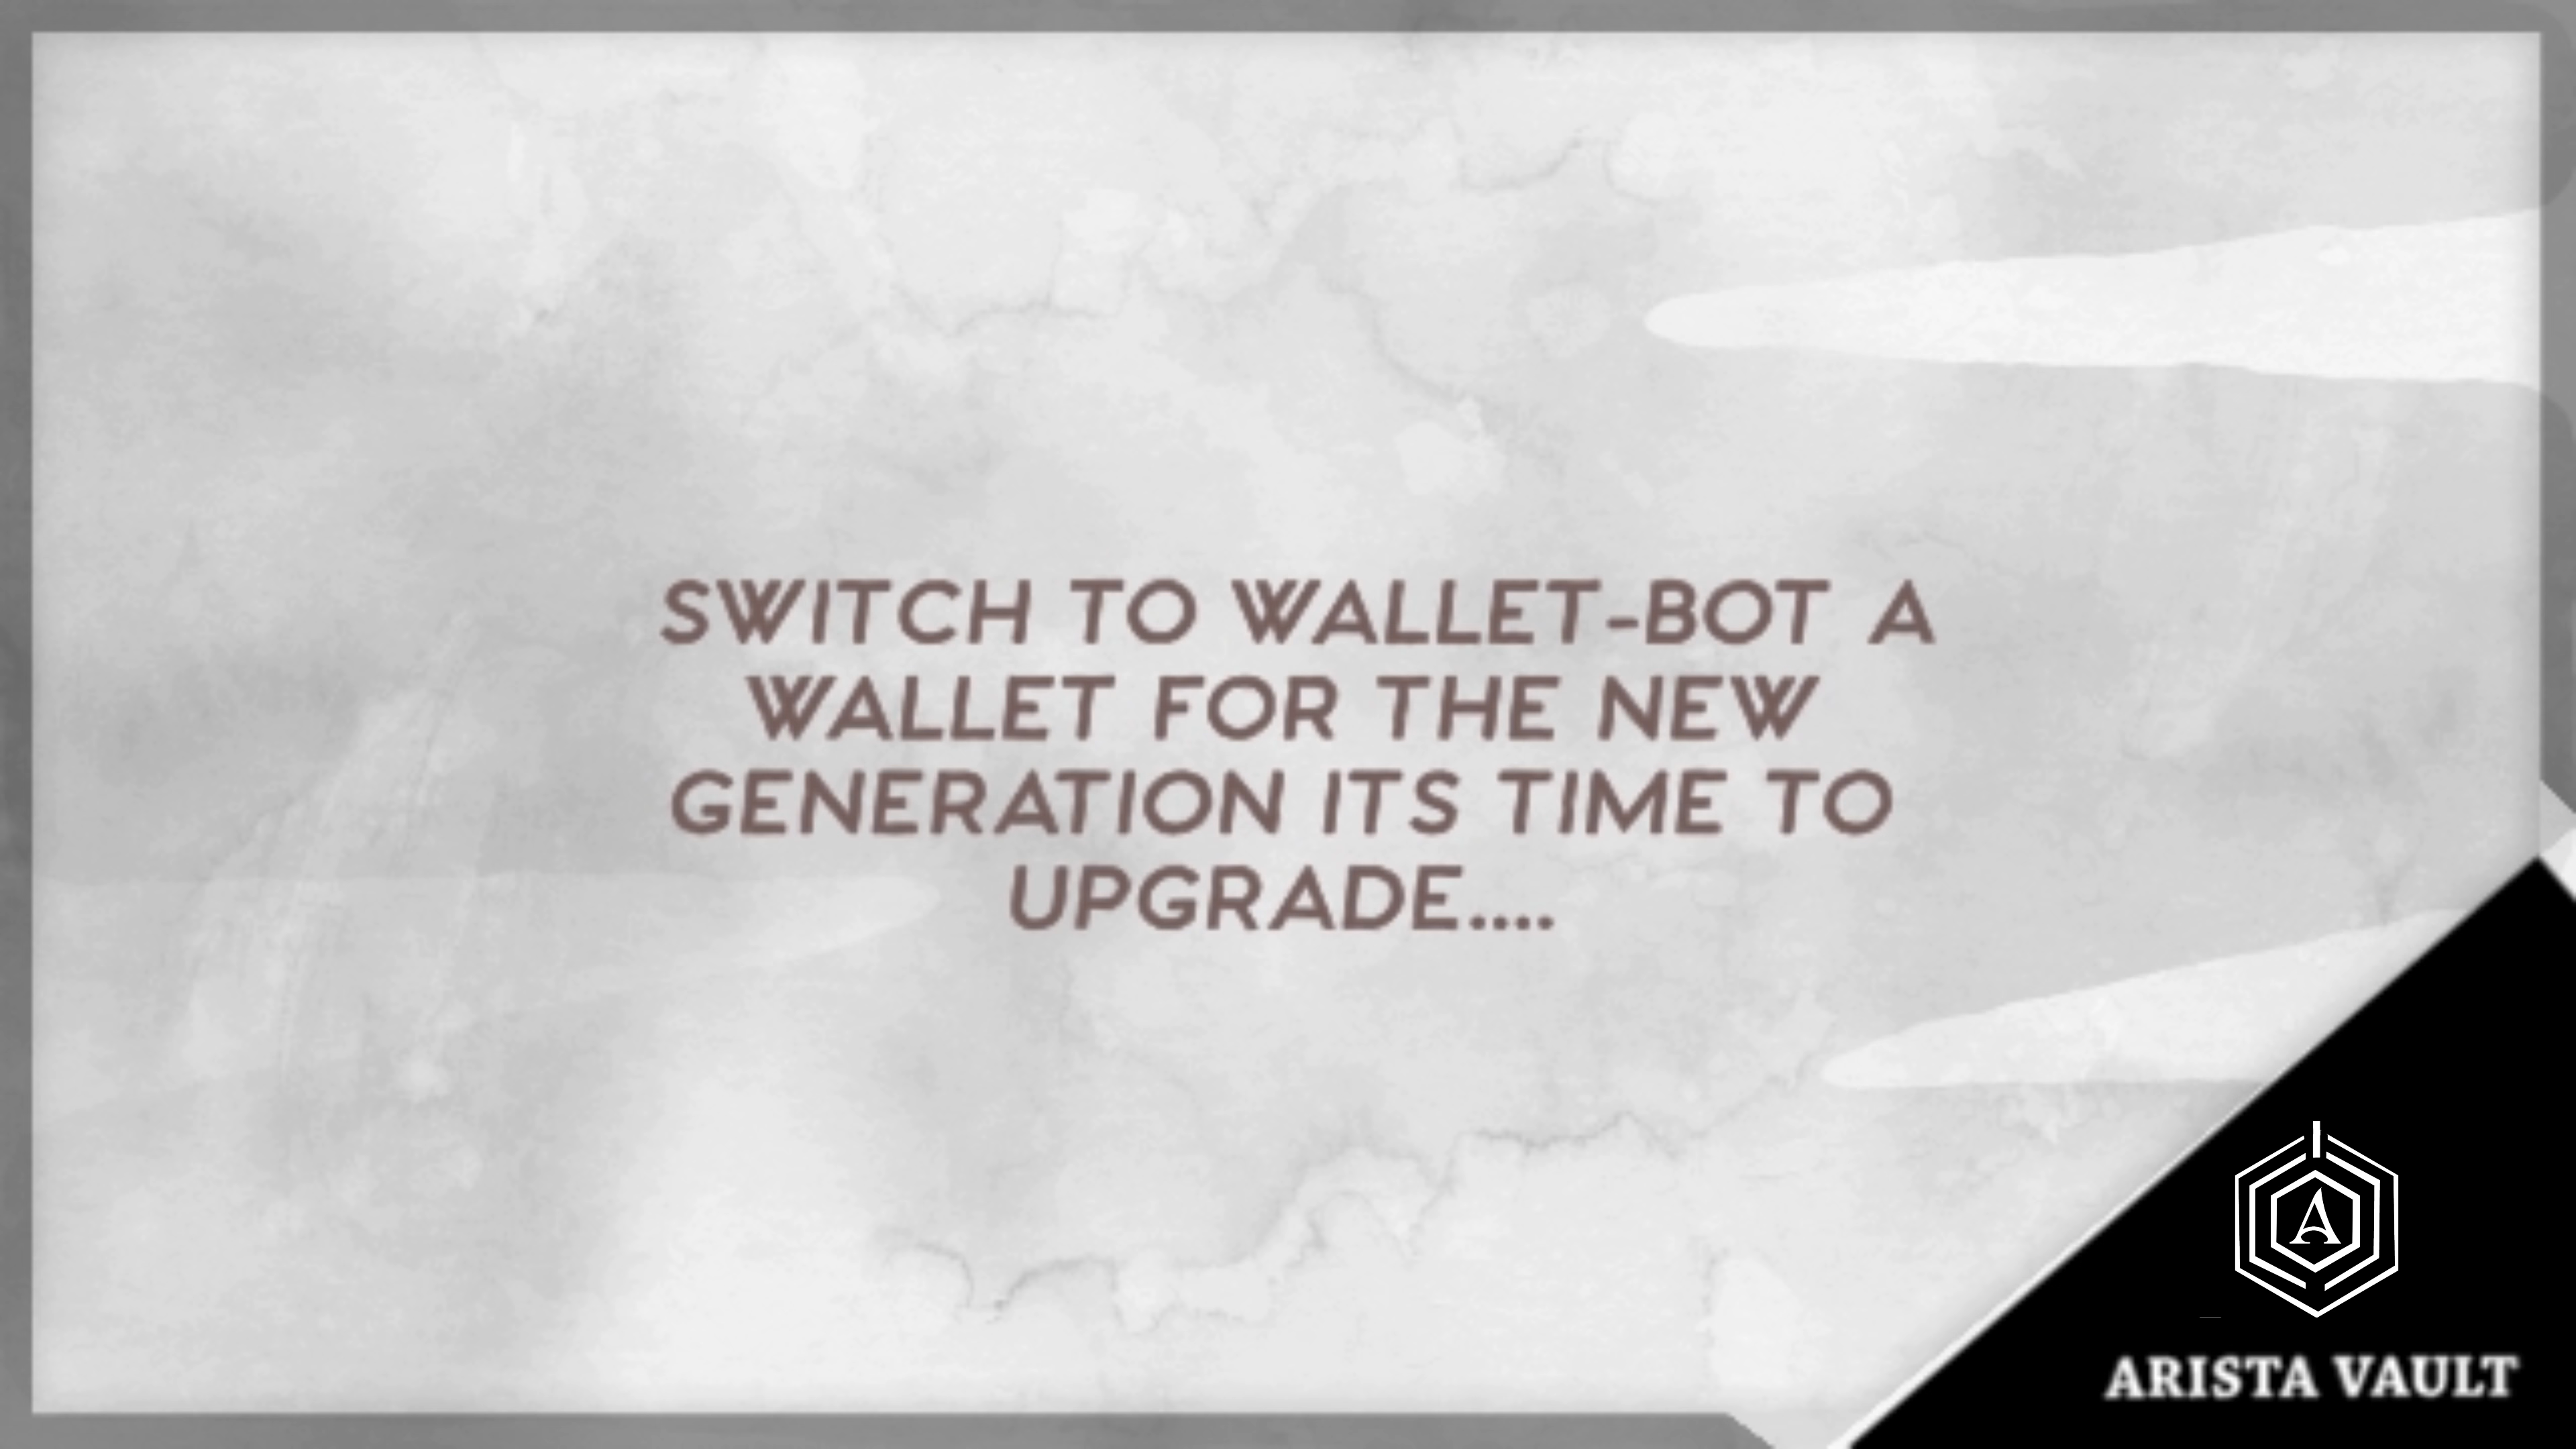 SWITCH TO WALLET-BOT A
WALLET FOR THE NEW
GENERATION ITS TIME TO
UPGRADE....
A
ARISTA VAULT